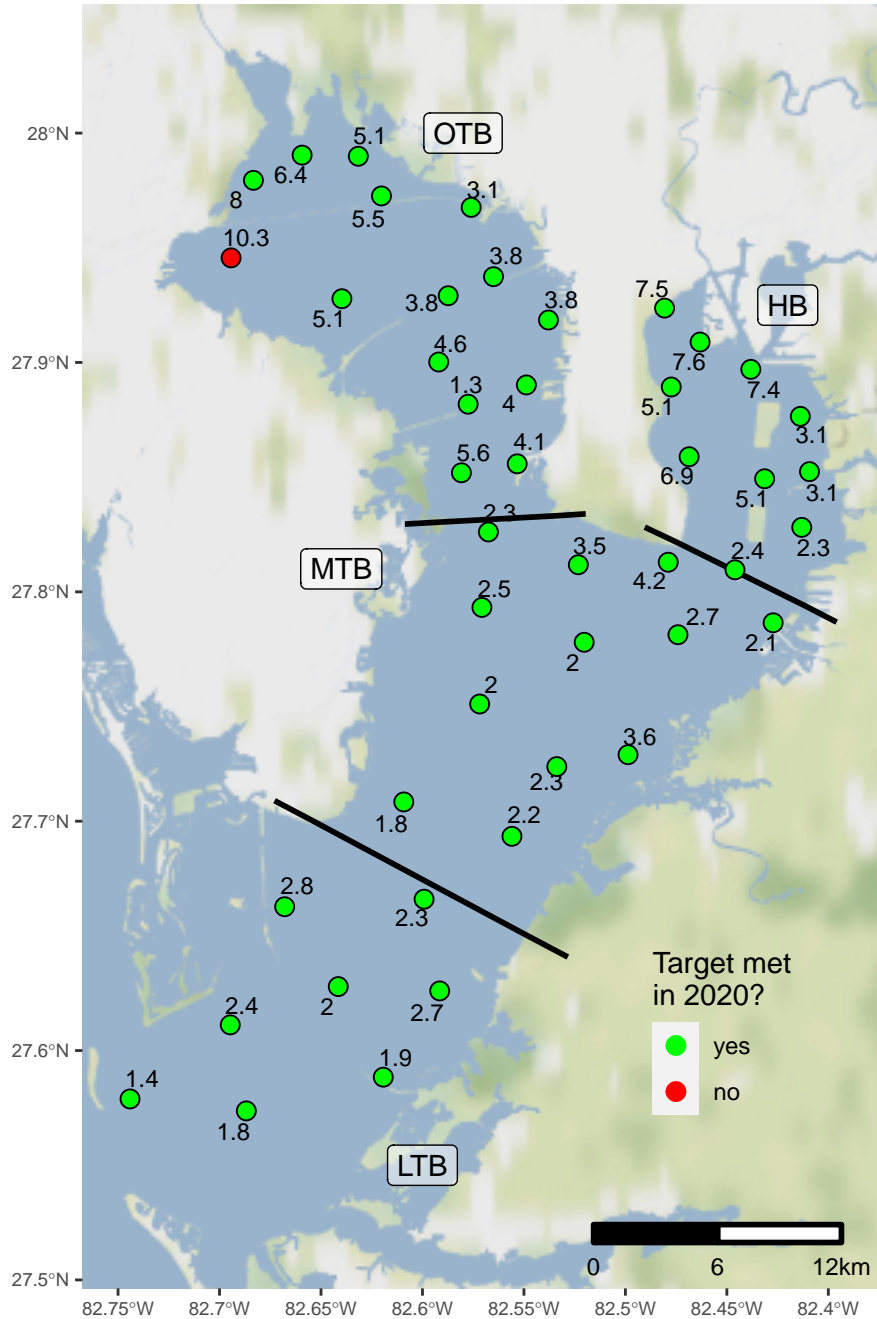 OTB
28°N
5.1
6.4
8
5.5
3.1
10.3
3.8
3.8
3.8
5.1
7.5
HB
27.9°N
4.6
7.6
7.4
1.3
4
5.1
3.1
5.6
4.1
6.9
5.1
3.1
2.3
2.3
MTB
3.5
4.2
2.4
27.8°N
2.5
2.7
2.1
2
2
3.6
2.3
27.7°N
1.8
2.2
2.8
2.3
Target met
in 2020?
2
2.7
2.4
yes
27.6°N
1.9
no
1.4
1.8
LTB
0
6
12km
27.5°N
82.75°W
82.7°W
82.65°W
82.6°W
82.55°W
82.5°W
82.45°W
82.4°W